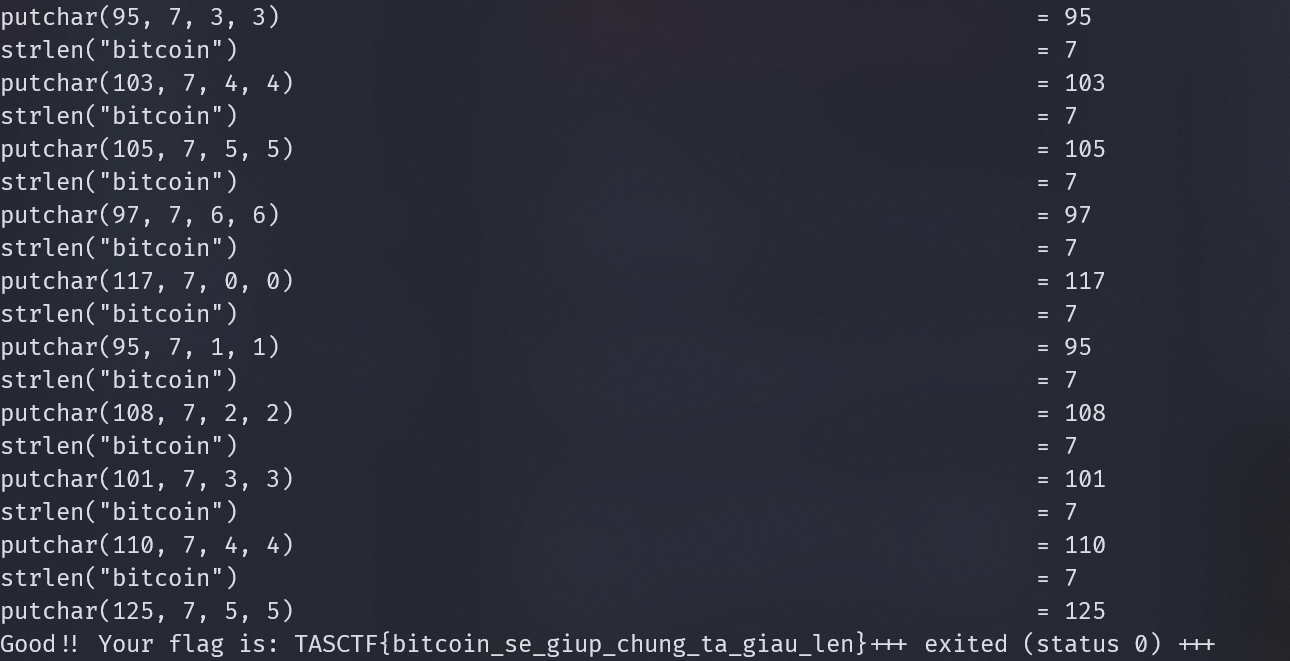 putchar(95, 7, 3, 3) = 95
strlen("bitcoin") = 7
putchar(103, 7, 4, 4) = 103
strlen("bitcoin") = 7
putchar(105, 7, 5, 5) = 105
strlen("bitcoin") = 7
putchar(97, 7, 6, 6) = 97
strlen("bitcoin") = 7
putchar(117, 7, 0, 0) = 117
strlen("bitcoin") = 7
putchar(95, 7, 1, 1) = 95
strlen("bitcoin") = 7
putchar(108, 7, 2, 2) = 108
strlen("bitcoin") = 7
putchar(101, 7, 3, 3) = 101
strlen("bitcoin") = 7
putchar(110, 7, 4, 4) = 110
strlen("bitcoin") = 7
putchar(125, 7, 5, 5) = 125
Good!! Your flag is: TASCTF{bitcoin_se_giup_chung_ta_giau_len}+++ exited (status 0) +++